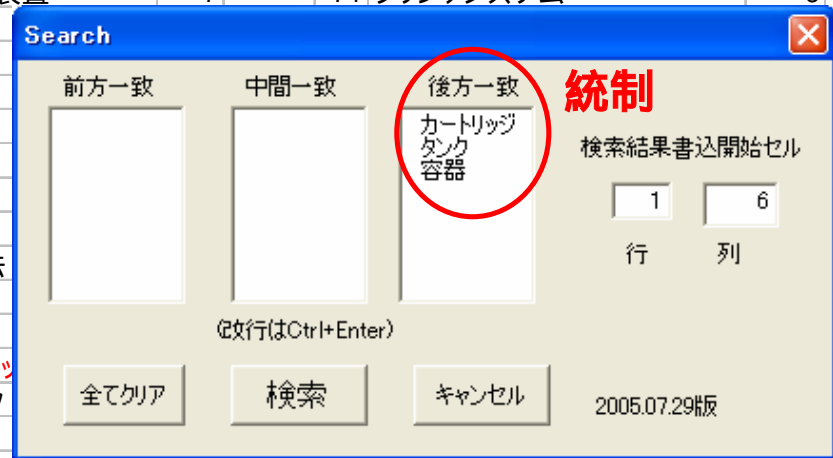 Search
前方一致
中間一致
後方一致
統制
カートリッジ
タンク
容器
検索結果書込開始セル
1
6
行
列
(改行はCtrl+Enter)
全てクリア
検索
キャンセル
2005.07.29版